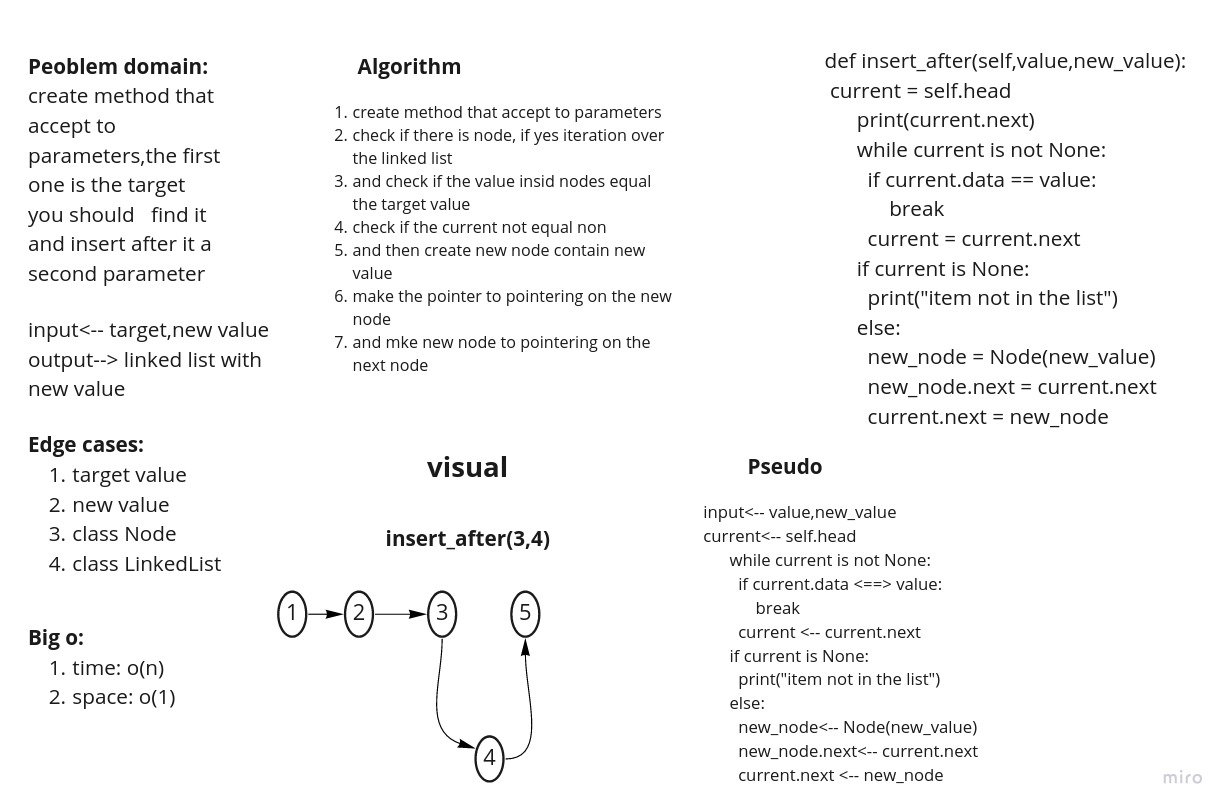 Peoblem domain:
create method that
accept to
parameters,the first
one is the target
you should find it
and insert after it a
second parameter
input<-- target,new value
output--> linked list with
new value
Edge cases:
1. target value
2. new value
3. class Node
4. class LinkedList
Big o:
1. time: o(n)
2. space: o(1)
Algorithm
1. create method that accept to parameters
2. check if there is node, if yes iteration over
the linked list
3. and check if the value insid nodes equal
the target value
4. check if the current not equal non
5. and then create new node contain new
value
6. make the pointer to pointering on the new
node
7. and mke new node to pointering on the
next node
visual
insert_after(3,4)
1 2 3 5
4
def insert_after(self,value,new_value):
current = self.head
print(current.next)
while current is not None:
if current.data == value:
break
current = current.next
if current is None:
print("item not in the list")
else:
new_node = Node(new_value)
new_node.next = current.next
current.next = new_node
Pseudo
input<-- value,new_value
current<-- self.head
while current is not None:
if current.data <==> value:
break
current <-- current.next
if current is None:
print("item not in the list")
else:
new_node<-- Node(new_value)
new_node.next<-- current.next
current.next <-- new_node
miro